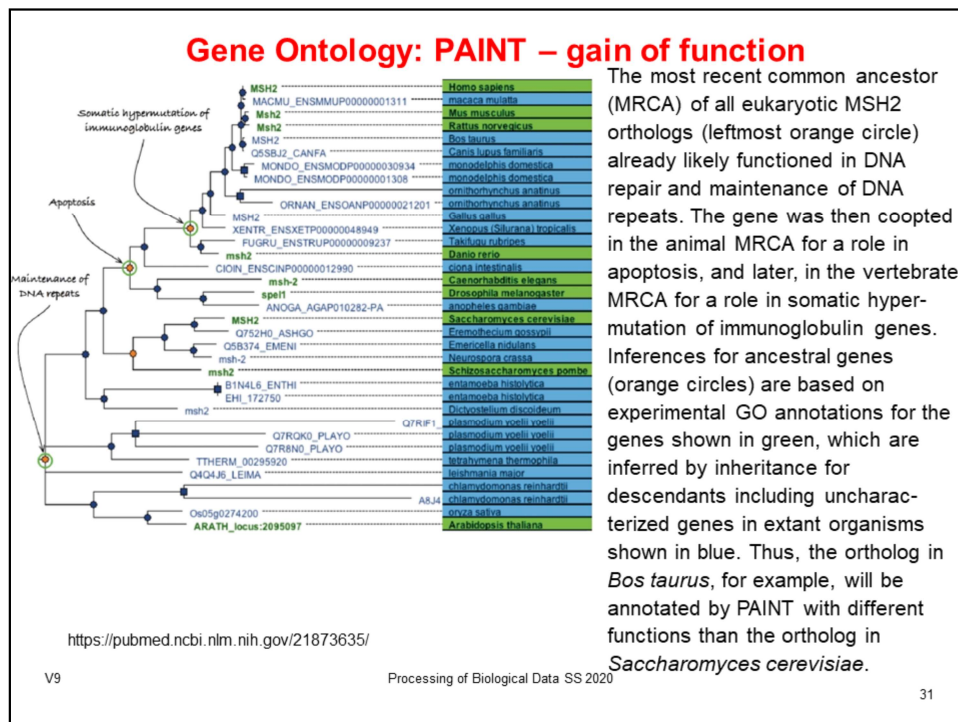 Gene Ontology: PAINT – gain of function
MSH2 Homo sapiens
MACMU_ENSMMUP00000001311 macaca mulatta
Msh2 Mus musculus
Msh2 Rattus norvegicus
MSH2 Bos taurus
Q5SBJ2_CANFA Canis lupus familiaris
MONDO_ENSMODP00000030934 monodelphis domestica
MONDO_ENSMODP00000001308 monodelphis domestica
ornithorhynchus anatinus
ORNAN_ENSOANP00000021201 ornithorhynchus anatinus
MSH2 Gallus gallus
XENTR_ENSXETP00000048949 Xenopus (Silurana) tropicalis
FUGRU_ENSTRUP00000009237 Takifugu rubripes
msh2 Danio rerio
CIOIN_ENSCINP00000012990 ciona intestinalis
msh-2 Caenorhabditis elegans
spel1 Drosophila melanogaster
ANOGA_AGAP010282-PA anopheles gambiae
MSH2 Saccharomyces cerevisiae
Q752H0_ASHGO Eremothecium gossypii
Q5B374_EMENI Emericella nidulans
msh-2 Neurospora crassa
msh2 Schizosaccharomyces pombe
B1N4L6_ENTHI entamoeba histolytica
EHI_172750 entamoeba histolytica
msh2 Dictyostelium discoideum
Q7RIF1_ plasmodium yoelii yoelii
Q7RQK0_PLAYO plasmodium yoelii yoelii
Q7R8N0_PLAYO plasmodium yoelii yoelii
TTHERM_00295920 tetrahymena thermophila
Q4Q4J6_LEIMA leishmania major
chlamydomonas reinhardtii
A8J4 chlamydomonas reinhardtii
Os05g0274200 oryza sativa
ARATH_locus:2095097 Arabidopsis thaliana
Somatic hypermutation of
immunoglobulin genes
Apoptosis
Maintenance of
DNA repeats
The most recent common ancestor
(MRCA) of all eukaryotic MSH2
orthologs (leftmost orange circle)
already likely functioned in DNA
repair and maintenance of DNA
repeats. The gene was then coopted
in the animal MRCA for a role in
apoptosis, and later, in the vertebrate
MRCA for a role in somatic hyper-
mutation of immunoglobulin genes.
Inferences for ancestral genes
(orange circles) are based on
experimental GO annotations for the
genes shown in green, which are
inferred by inheritance for
descendants including uncharac-
terized genes in extant organisms
shown in blue. Thus, the ortholog in
Bos taurus, for example, will be
annotated by PAINT with different
functions than the ortholog in
Saccharomyces cerevisiae.
https://pubmed.ncbi.nlm.nih.gov/21873635/
V9
Processing of Biological Data SS 2020
31